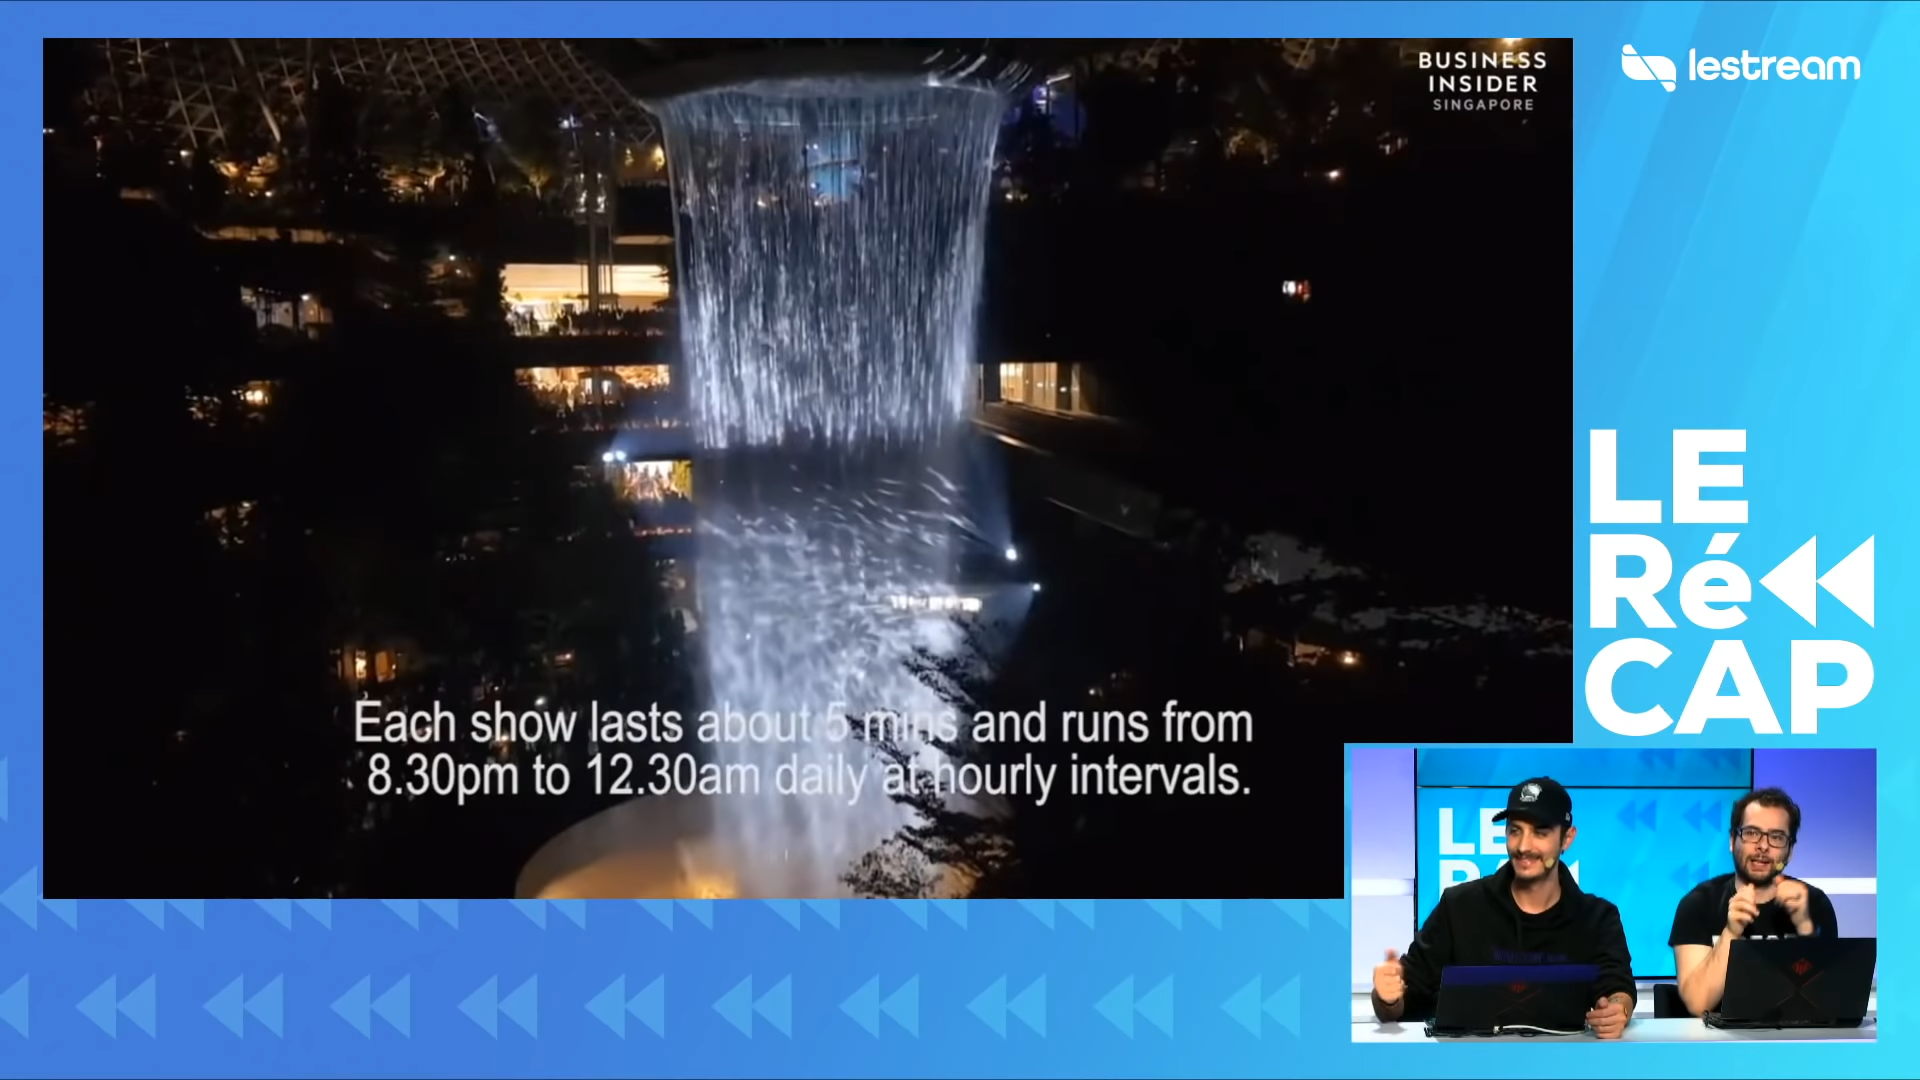 BUSINESS
INSIDER
SINGAPORE
lestream
LE
Ré
CAP
Each show lasts about 5 mins and runs from
8.30pm to 12.30am daily at hourly intervals.
LE